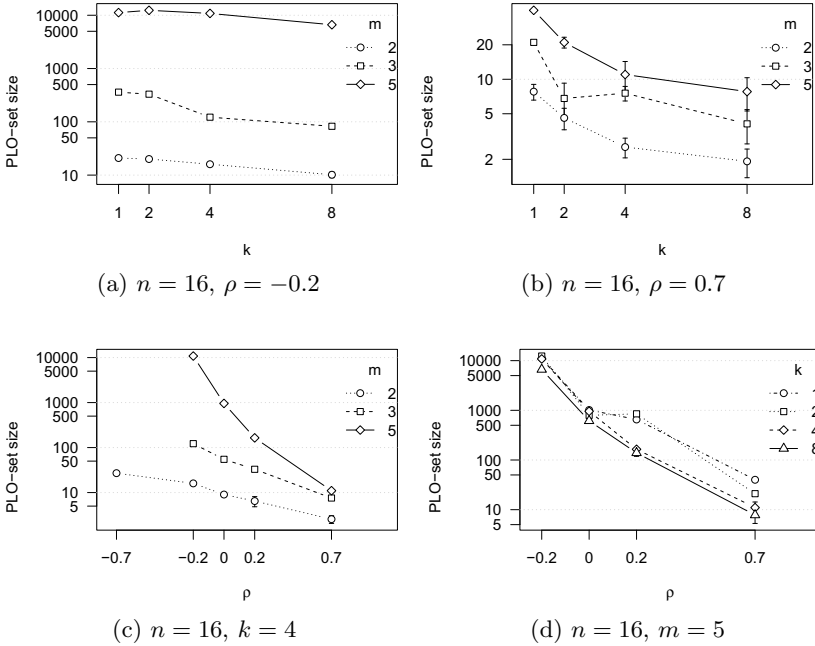 PLO−set size
10000
5000
1000
500
100
50
10
1 2 4 8
k
m
2
3
5
(a) n = 16, ρ = −0.2
PLO−set size
20
10
5
2
1 2 4 8
k
m
2
3
5
(b) n = 16, ρ = 0.7
PLO−set size
10000
5000
1000
500
100
50
10
5
−0.7 −0.2 0 0.2 0.7
ρ
m
2
3
5
(c) n = 16, k = 4
PLO−set size
10000
5000
1000
500
100
50
10
5
−0.2 0 0.2 0.7
ρ
k
1
2
4
8
(d) n = 16, m = 5